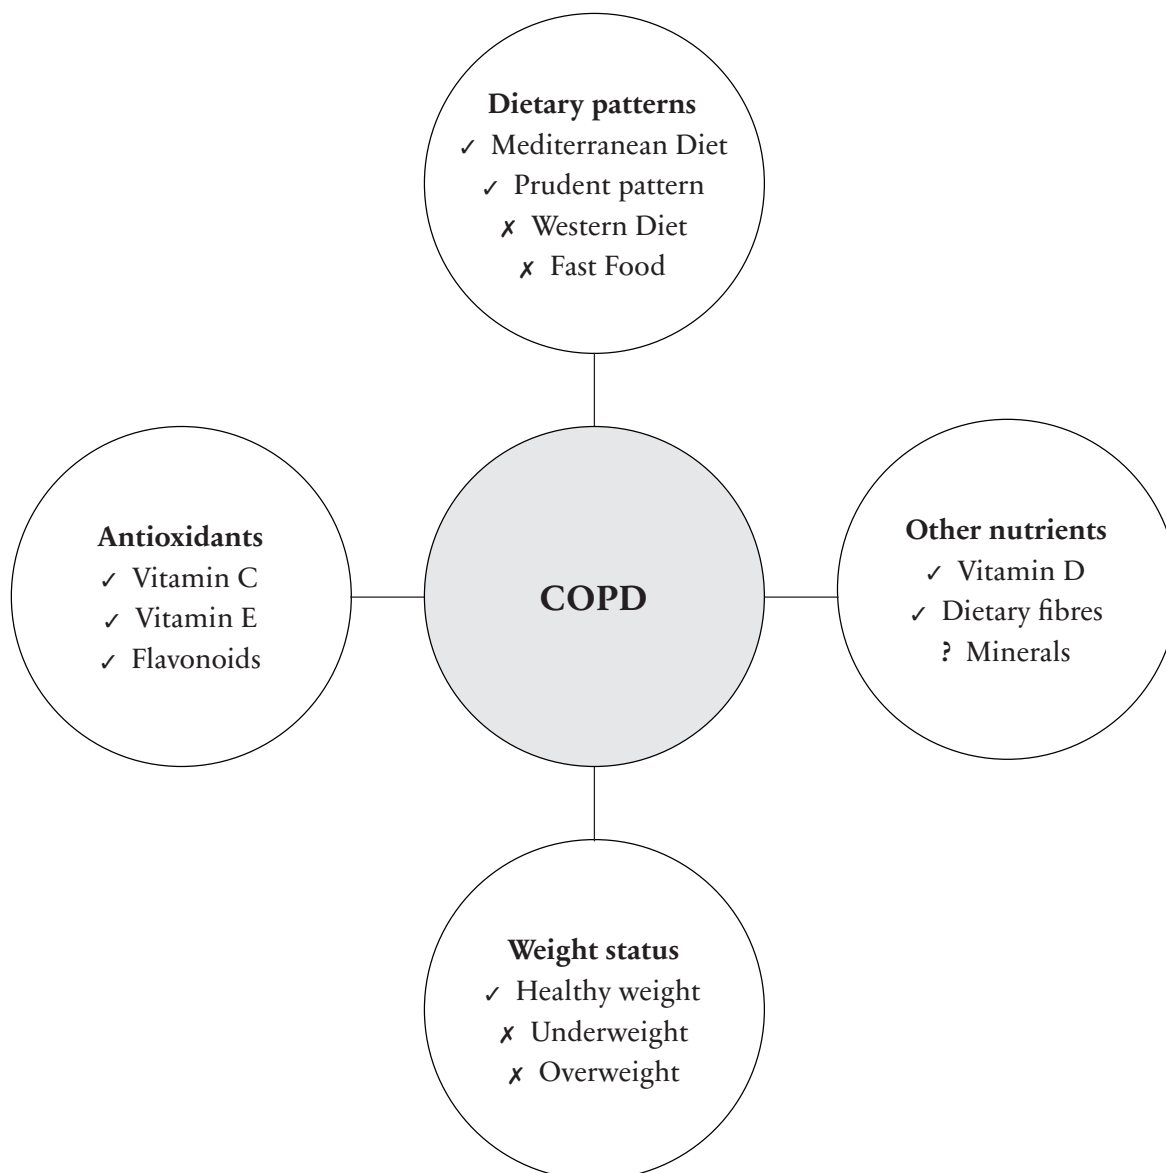 Dietary patterns
✓ Mediterranean Diet
✓ Prudent pattern
✗ Western Diet
✗ Fast Food
Antioxidants
✓ Vitamin C
✓ Vitamin E
✓ Flavonoids
COPD
Other nutrients
✓ Vitamin D
✓ Dietary fibres
? Minerals
Weight status
✓ Healthy weight
✗ Underweight
✗ Overweight